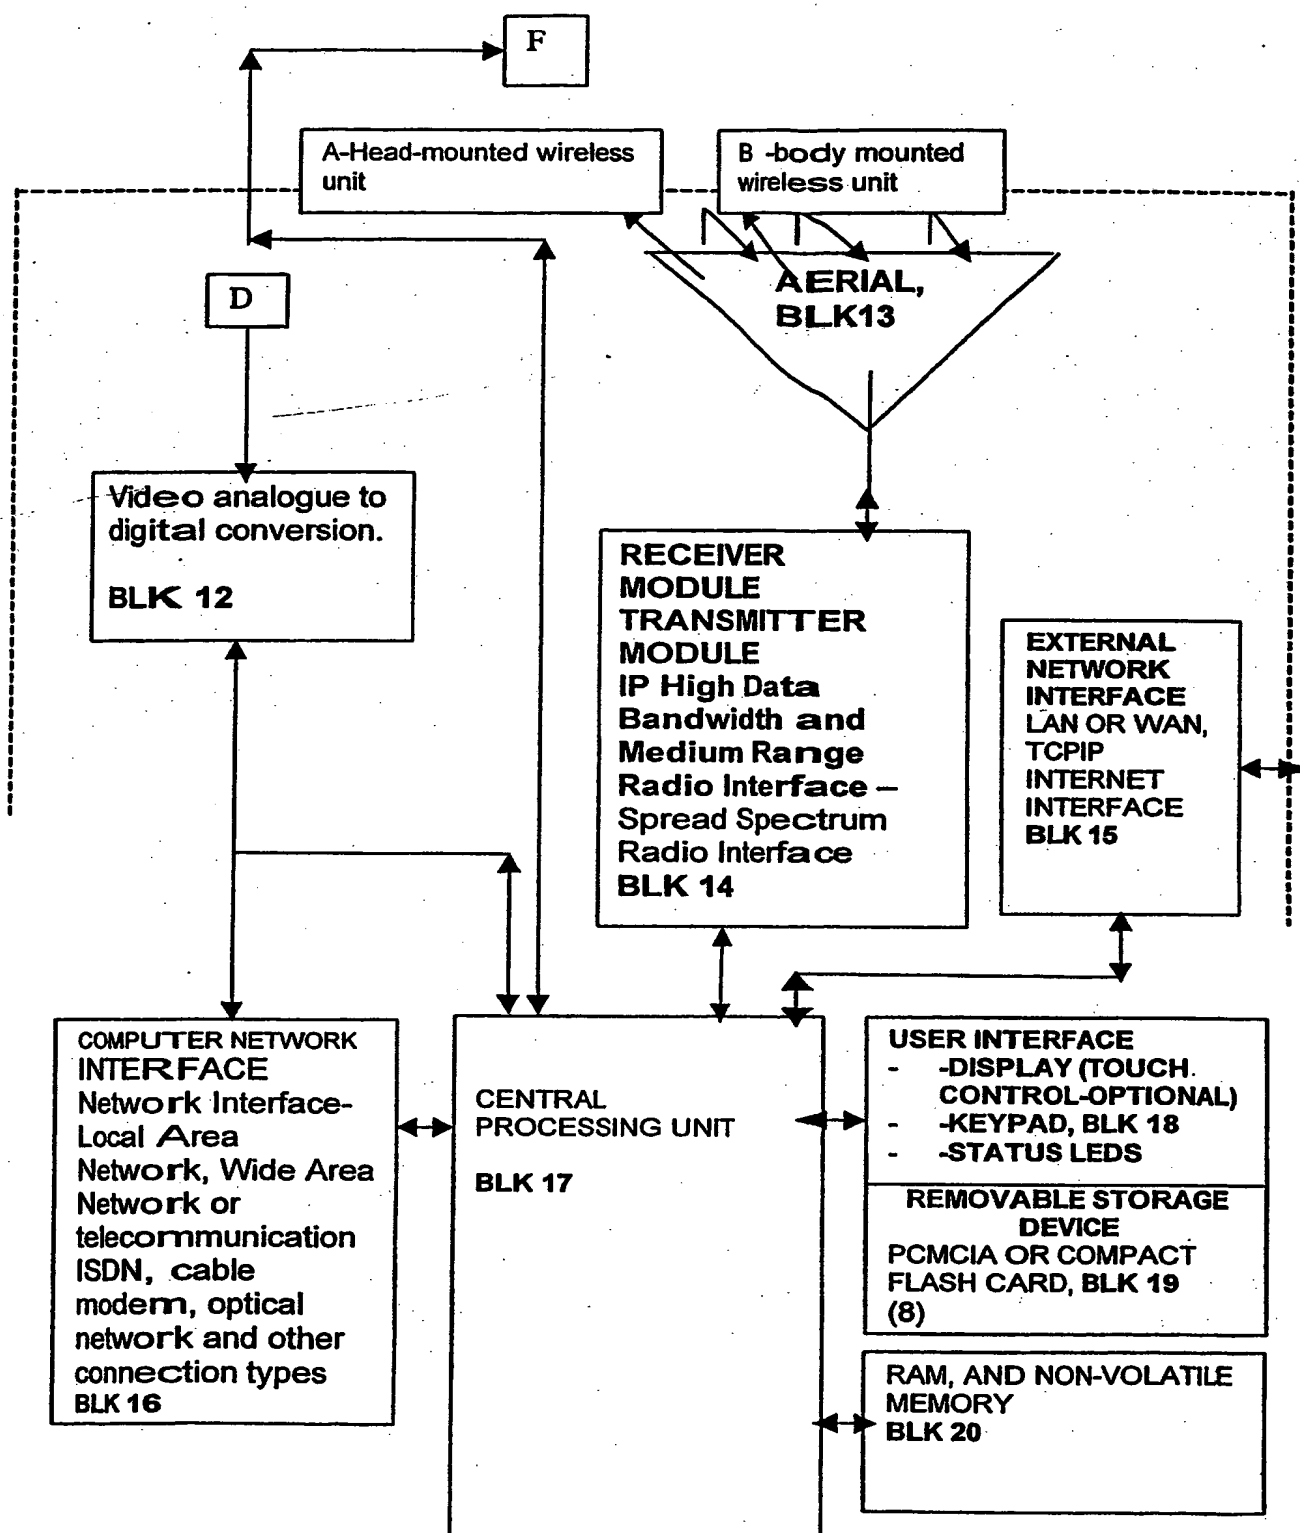 F
A-Head-mounted wireless
unit
B -body mounted
wireless unit
D
AERIAL,
BLK13
Video analogue to
digital conversion.
BLK 12
RECEIVER
MODULE
TRANSMITTER
MODULE
IP High Data
Bandwidth and
Medium Range
Radio Interface –
Spread Spectrum
Radio Interface
BLK 14
EXTERNAL
NETWORK
INTERFACE
LAN OR WAN,
TCPIP
INTERNET
INTERFACE
BLK 15
COMPUTER NETWORK
INTERFACE
Network Interface-
Local Area
Network, Wide Area
Network or
telecommunication
ISDN, cable
modem, optical
network and other
connection types
BLK 16
CENTRAL
PROCESSING UNIT
BLK 17
USER INTERFACE
- -DISPLAY (TOUCH
CONTROL-OPTIONAL)
- -KEYPAD, BLK 18
- -STATUS LEDS
REMOVABLE STORAGE
DEVICE
PCMCIA OR COMPACT
FLASH CARD, BLK 19
(8)
RAM, AND NON-VOLATILE
MEMORY
BLK 20